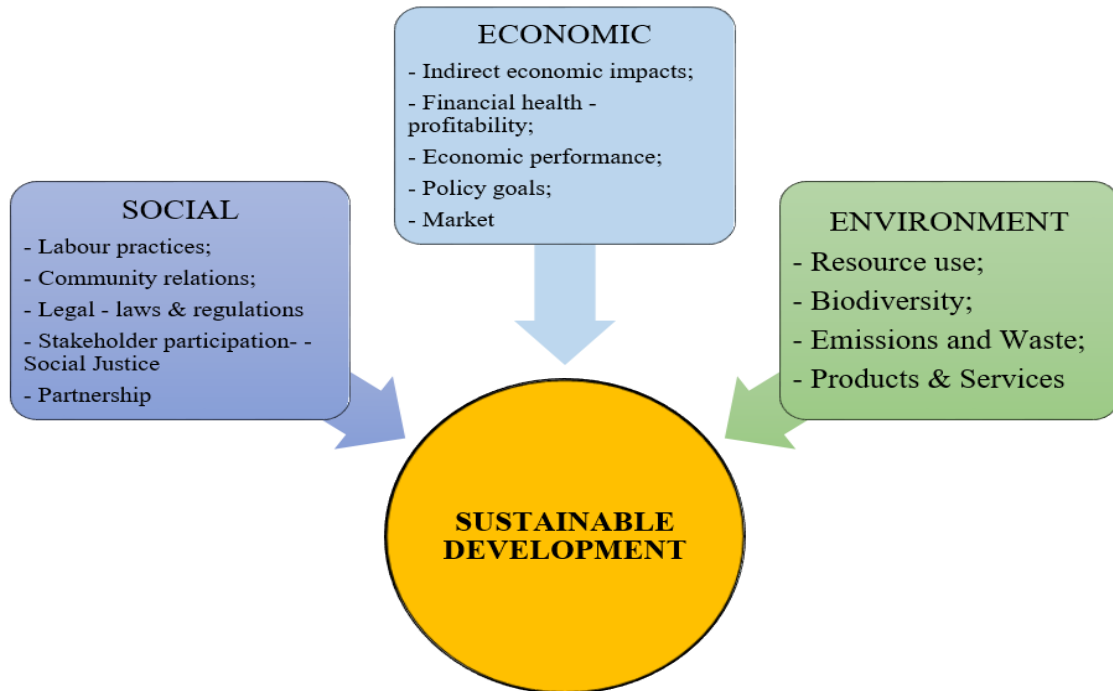 ECONOMIC
- Indirect economic impacts;
- Financial health -
profitability;
- Economic performance;
- Policy goals;
- Market
SOCIAL
- Labour practices;
- Community relations;
- Legal - laws & regulations
- Stakeholder participation- -
Social Justice
- Partnership
ENVIRONMENT
- Resource use;
- Biodiversity;
- Emissions and Waste;
- Products & Services
SUSTAINABLE
DEVELOPMENT